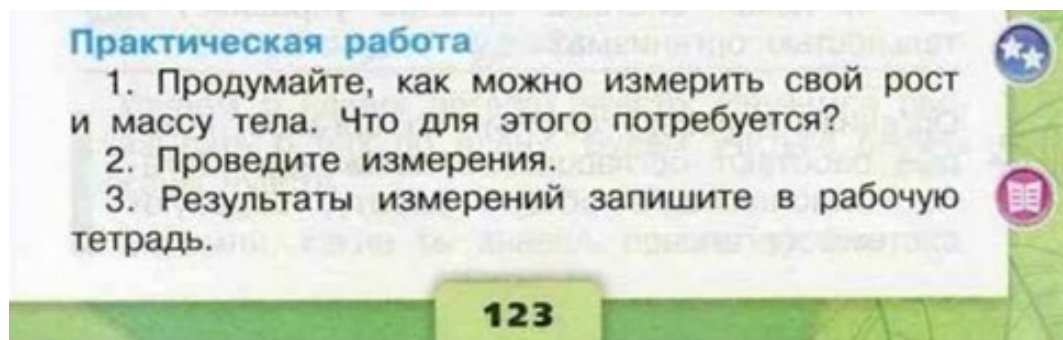 Практическая работа
1. Продумайте, как можно измерить свой рост
и массу тела. Что для этого потребуется?
2. Проведите измерения.
3. Результаты измерений запишите в рабочую
тетрадь.
123